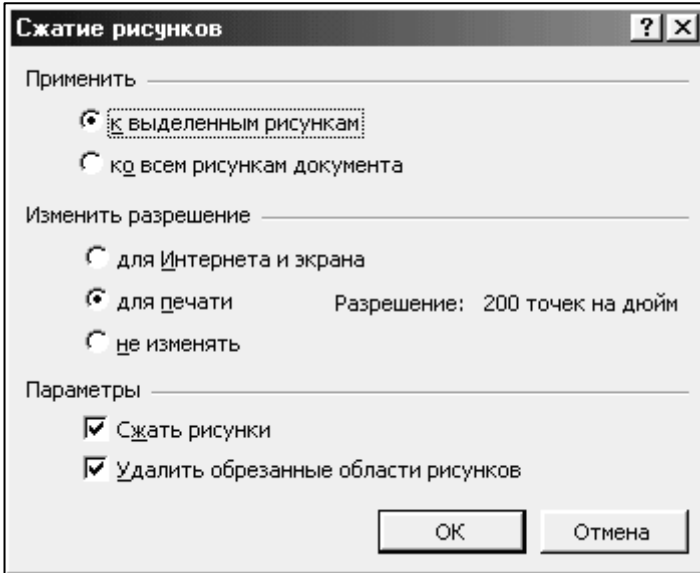 Сжатие рисунков
Применить
к выделенным рисункам
ко всем рисункам документа
Изменить разрешение
для Интернета и экрана
для печати Разрешение: 200 точек на дюйм
не изменять
Параметры
Сжать рисунки
Удалить обрезанные области рисунков
ОК Отмена